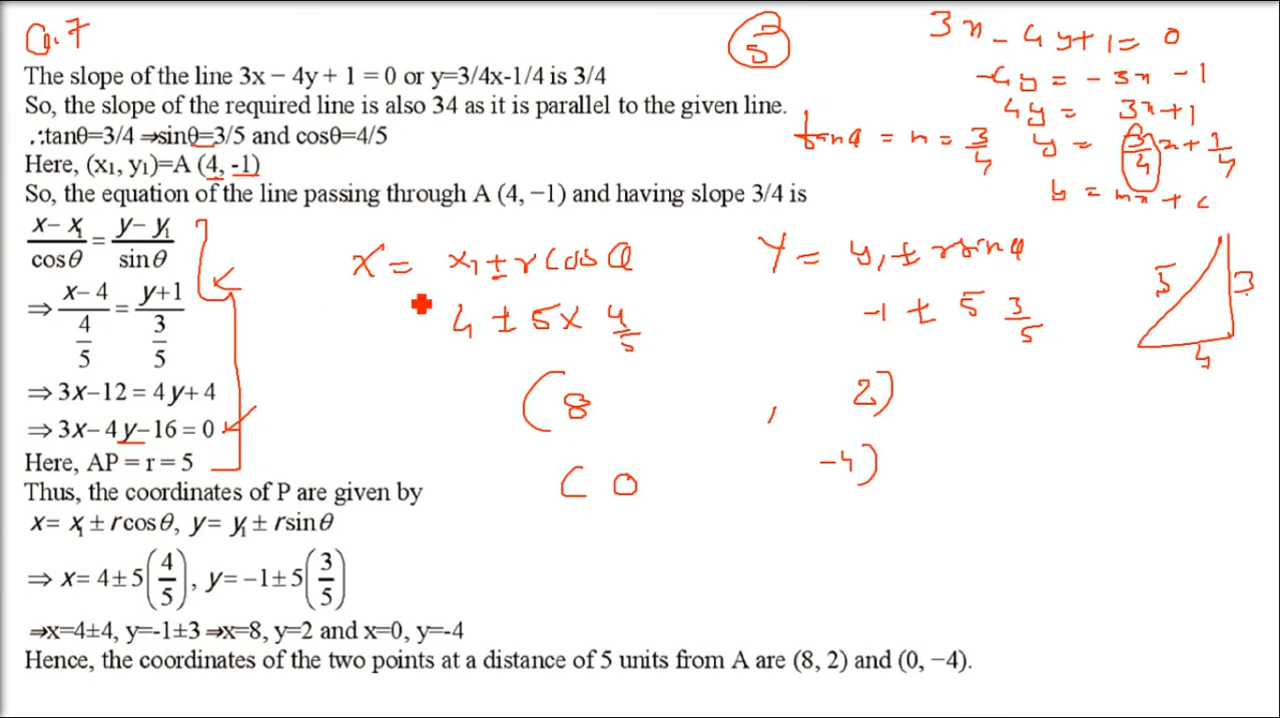 Q.7
The slope of the line 3x − 4y + 1 = 0 or y=3/4x-1/4 is 3/4
So, the slope of the required line is also 34 as it is parallel to the given line.
∴tanθ=3/4 ⇒sinθ=3/5 and cosθ=4/5
Here, (x₁, y₁)=A (4, -1)
So, the equation of the line passing through A (4, −1) and having slope 3/4 is
x− x₁/cosθ = y− y₁/sinθ
⇒ x− 4/(4/5) = y+1/(3/5)
⇒ 3x−12 = 4y+4
⇒ 3x−4y−16 = 0
Here, AP = r = 5
Thus, the coordinates of P are given by
x= x₁ ± rcosθ, y= y₁ ± rsinθ
⇒ x= 4±5(4/5), y= −1±5(3/5)
⇒x=4±4, y=-1±3 ⇒x=8, y=2 and x=0, y=-4
Hence, the coordinates of the two points at a distance of 5 units from A are (8, 2) and (0, −4).
3x - 4y + 1 = 0
-4y = -3x - 1
4y = 3x+1
tanθ = m = 3/4
y = 3/4 x + 1/4
y = mx + c
X = x₁ ± r cosθ
Y = y₁ ± r sinθ
4 ± 5 x 4/5
-1 ± 5 3/5
(8 , 2)
( 0 -4)
5
3
4